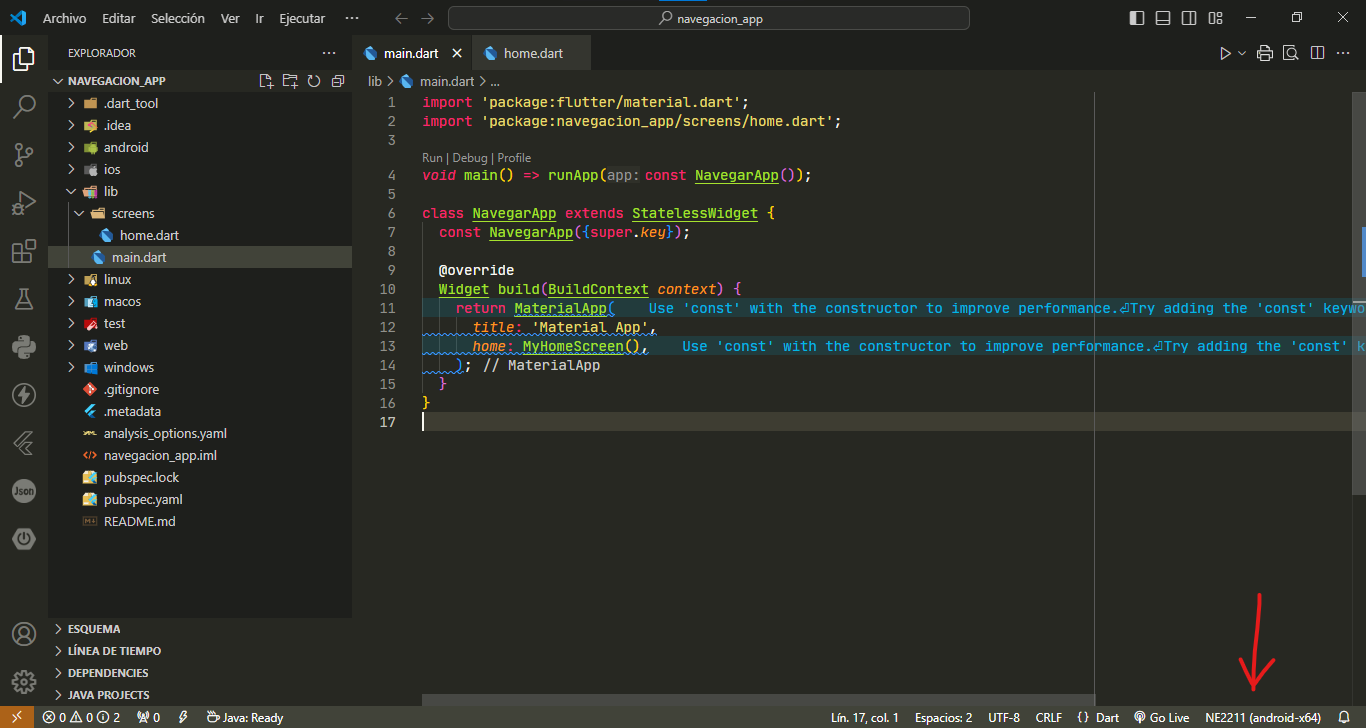 Archivo Editar Selección Ver Ir Ejecutar ··· navegacion_app
EXPLORADOR
NAVEGACION_APP
.dart_tool
.idea
android
ios
lib
screens
home.dart
main.dart
linux
macos
test
web
windows
.gitignore
.metadata
analysis_options.yaml
navegacion_app.iml
pubspec.lock
pubspec.yaml
README.md
ESQUEMA
LÍNEA DE TIEMPO
DEPENDENCIES
JAVA PROJECTS
main.dart home.dart
lib > main.dart > ...
1 import 'package:flutter/material.dart';
2 import 'package:navegacion_app/screens/home.dart';
3
Run | Debug | Profile
4 void main() => runApp(app: const NavegarApp());
5
6 class NavegarApp extends StatelessWidget {
7 const NavegarApp({super.key});
8
9 @override
10 Widget build(BuildContext context) {
11 return MaterialApp( Use 'const' with the constructor to improve performance.⏎Try adding the 'const' keywo
12 title: 'Material App',
13 home: MyHomeScreen(), Use 'const' with the constructor to improve performance.⏎Try adding the 'const' k
14 ); // MaterialApp
15 }
16 }
17
Json
0 0 2 0 Java: Ready Lín. 17, col. 1 Espacios: 2 UTF-8 CRLF {} Dart Go Live NE2211 (android-x64)